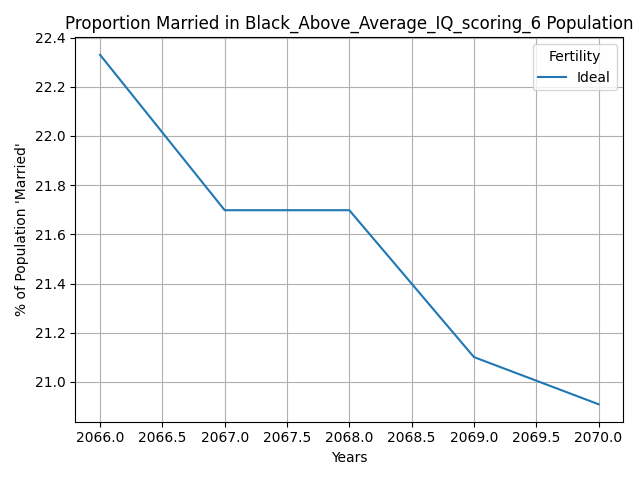 Proportion Married in Black_Above_Average_IQ_scoring_6 Population
22.4
22.2
22.0
21.8
21.6
21.4
21.2
21.0
% of Population 'Married'
Fertility
Ideal
2066.0 2066.5 2067.0 2067.5 2068.0 2068.5 2069.0 2069.5 2070.0
Years